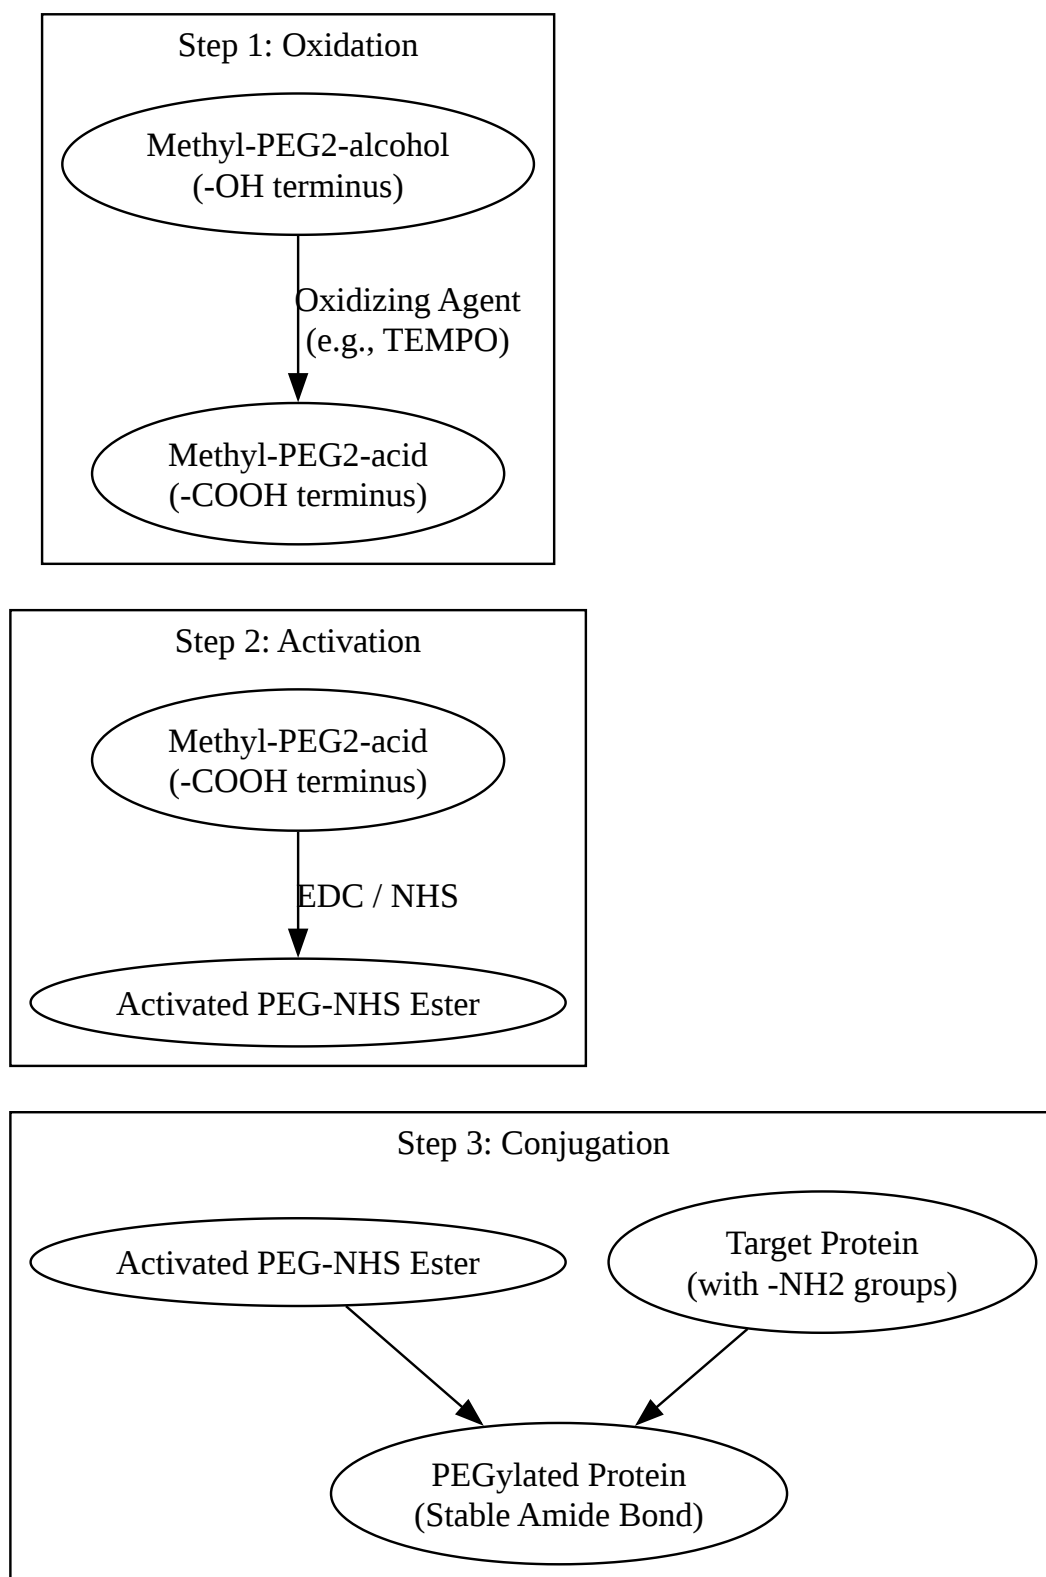 Step 1: Oxidation
Methyl-PEG2-alcohol
(-OH terminus)
Oxidizing Agent
(e.g., TEMPO)
Methyl-PEG2-acid
(-COOH terminus)
Step 2: Activation
Methyl-PEG2-acid
(-COOH terminus)
EDC / NHS
Activated PEG-NHS Ester
Step 3: Conjugation
Activated PEG-NHS Ester
Target Protein
(with -NH2 groups)
PEGylated Protein
(Stable Amide Bond)